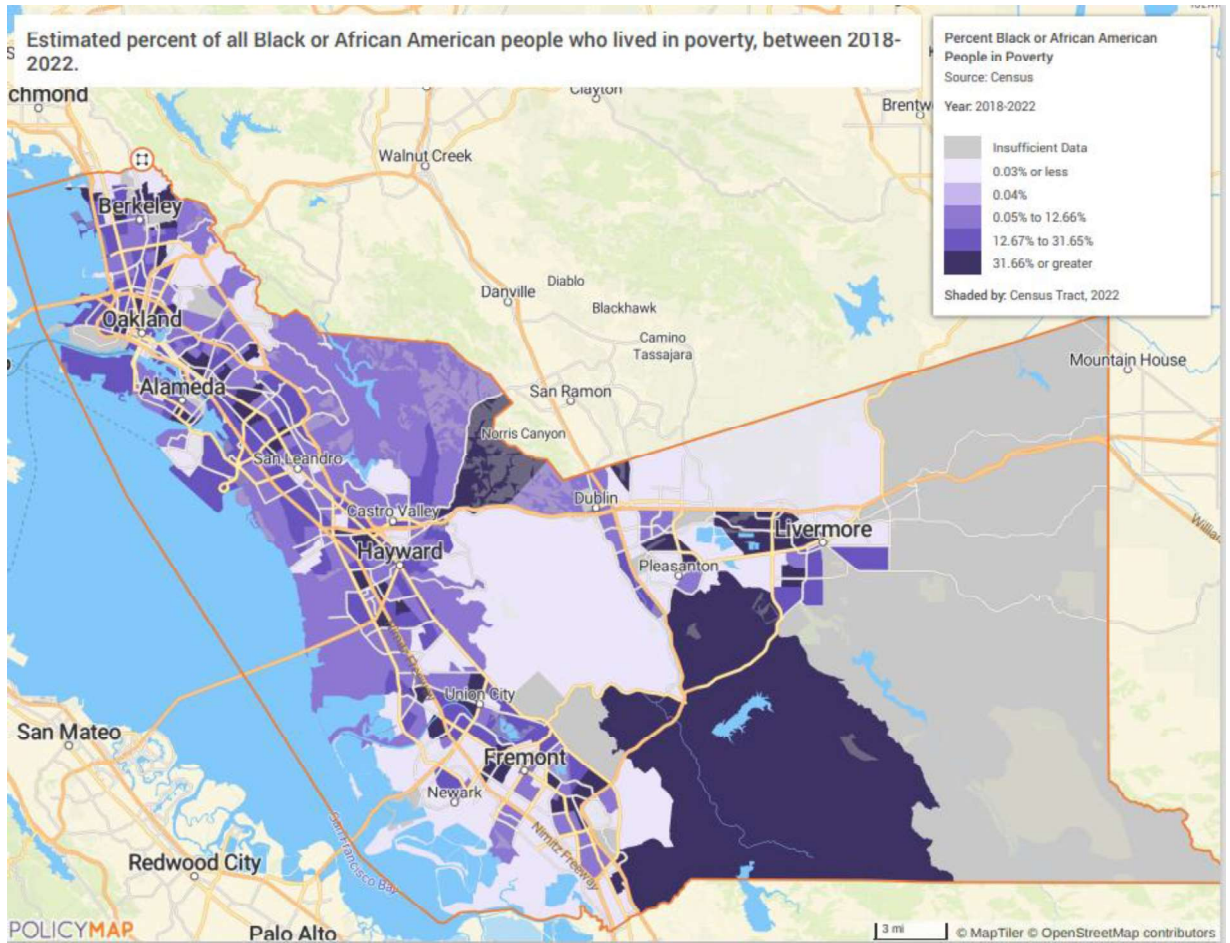 Estimated percent of all Black or African American people who lived in poverty, between 2018-
2022.
Percent Black or African American
People in Poverty
Source: Census
Year: 2018-2022
Insufficient Data
0.03% or less
0.04%
0.05% to 12.66%
12.67% to 31.65%
31.66% or greater
Shaded by: Census Tract, 2022
chmond
Clayton
Brentw
Walnut Creek
Berkeley
Danville
Diablo
Blackhawk
Oakland
Camino
Tassajara
Mountain House
Alameda
San Ramon
Norris Canyon
San Leandro
Dublin
Castro Valley
Livermore
Hayward
Pleasanton
Union City
San Mateo
Fremont
Newark
Nimitz Freeway
San Francisco Bay
Redwood City
Palo Alto
POLICYMAP
3 mi
© MapTiler © OpenStreetMap contributors